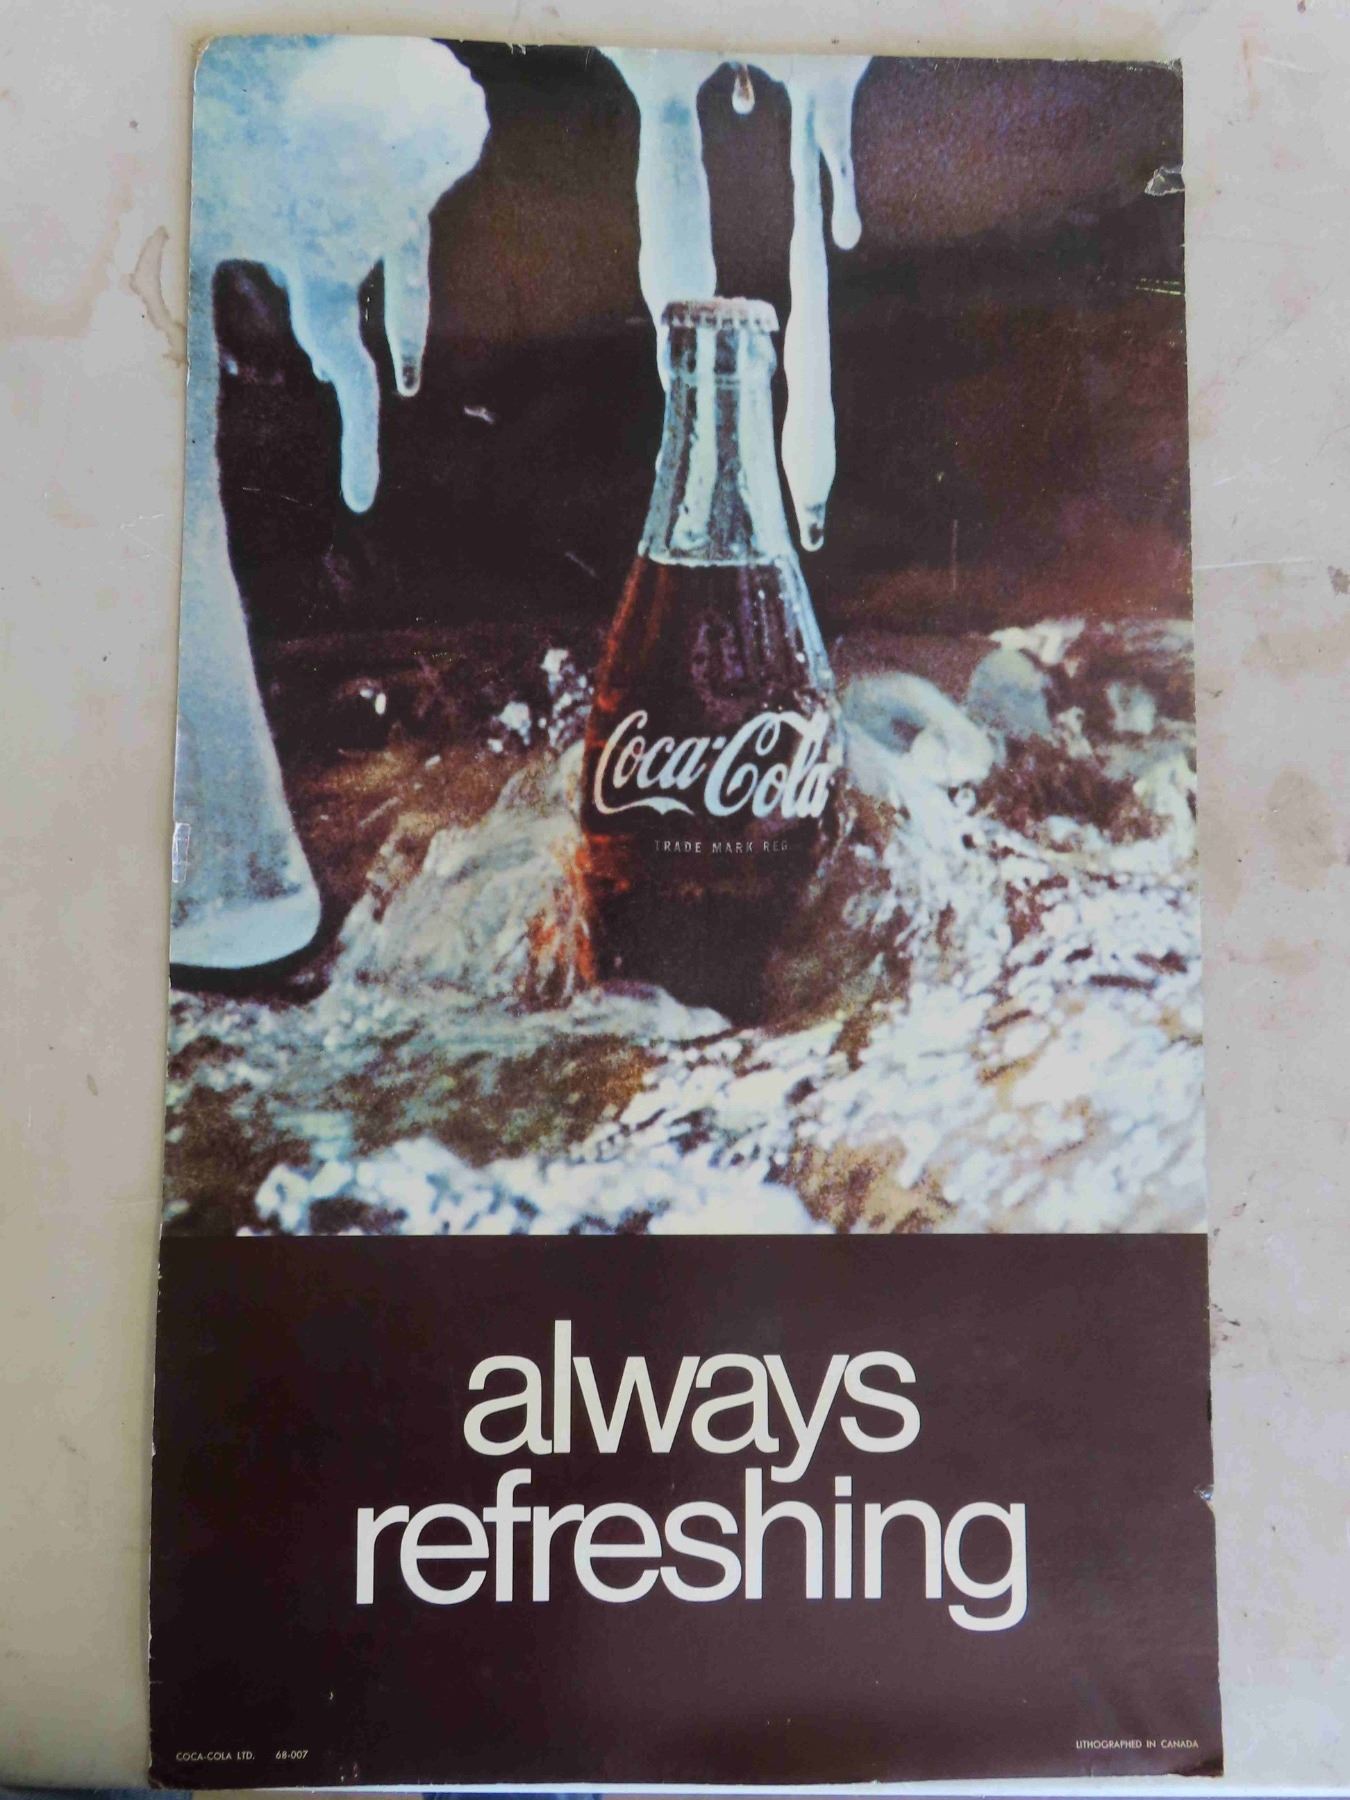 Coca-Cola
TRADE MARK REG
always
refreshing
COCA-COLA LTD. 68-007
LITHOGRAPHED IN CANADA